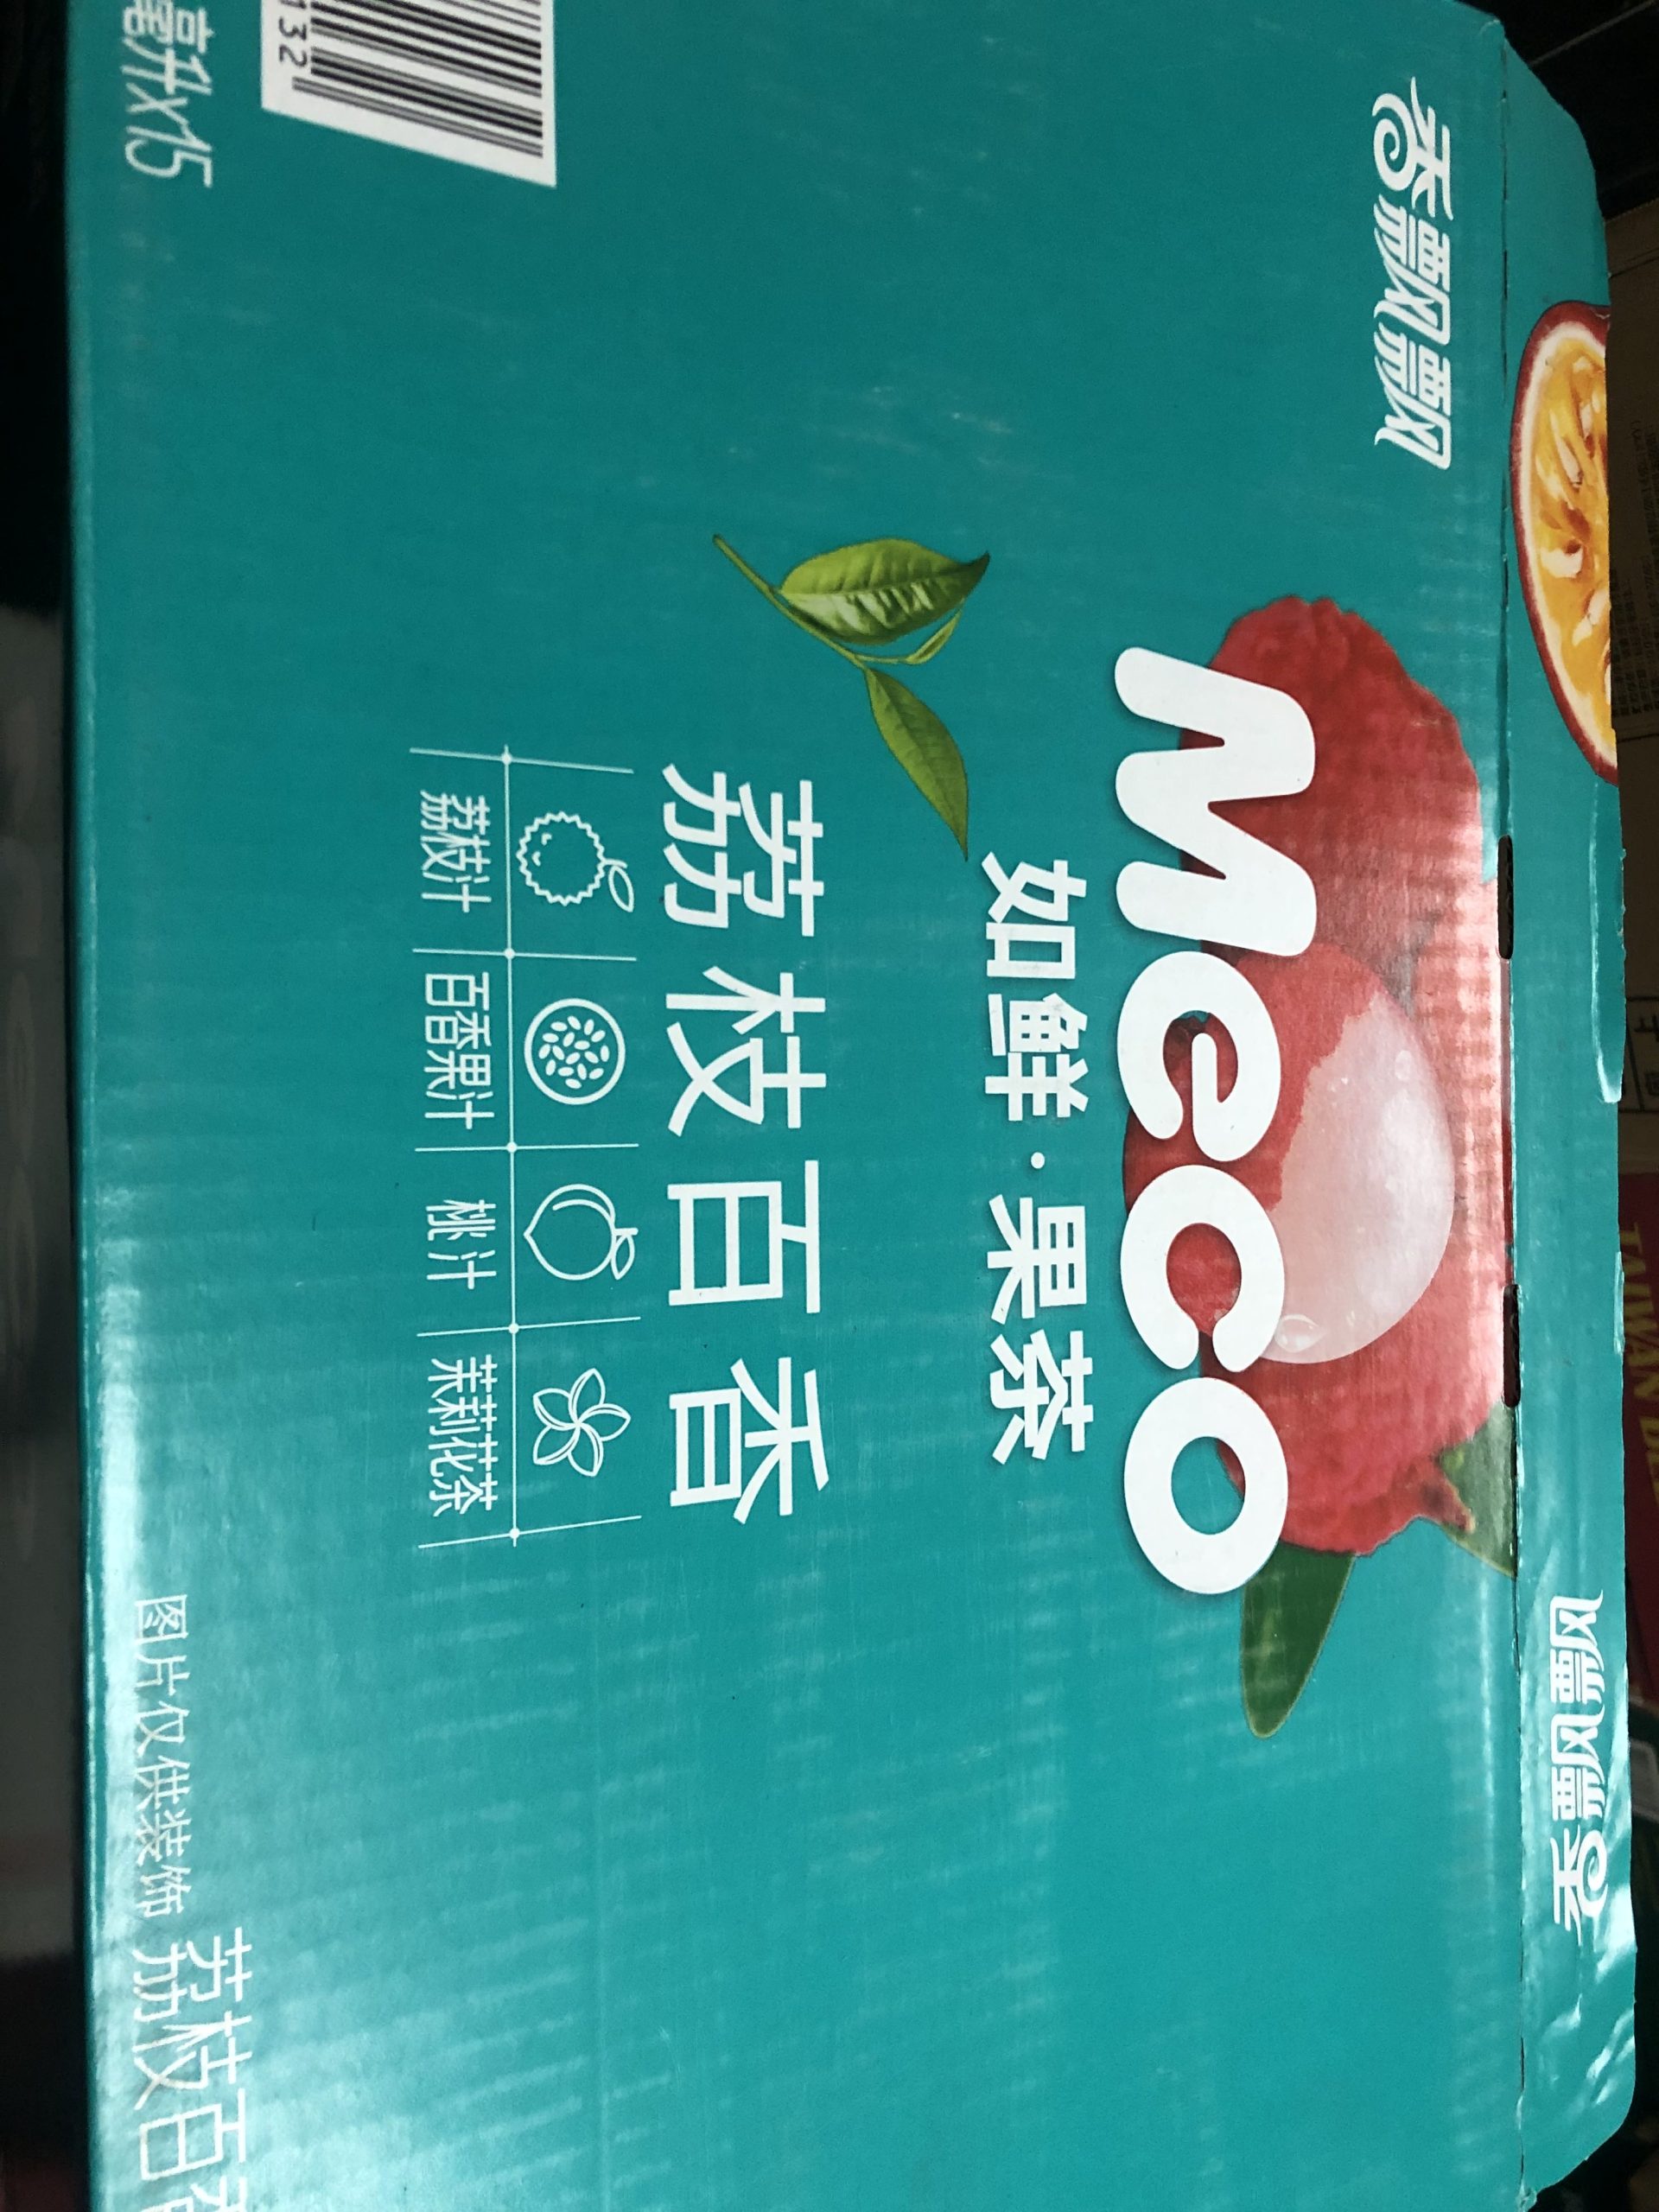 香飘飘
香飘飘
Meco
如鲜·果茶
荔枝百香
荔枝汁
百香果汁
桃汁
茉莉花茶
132
毫升x15
图片仅供装饰
荔枝百香
TAIWAN